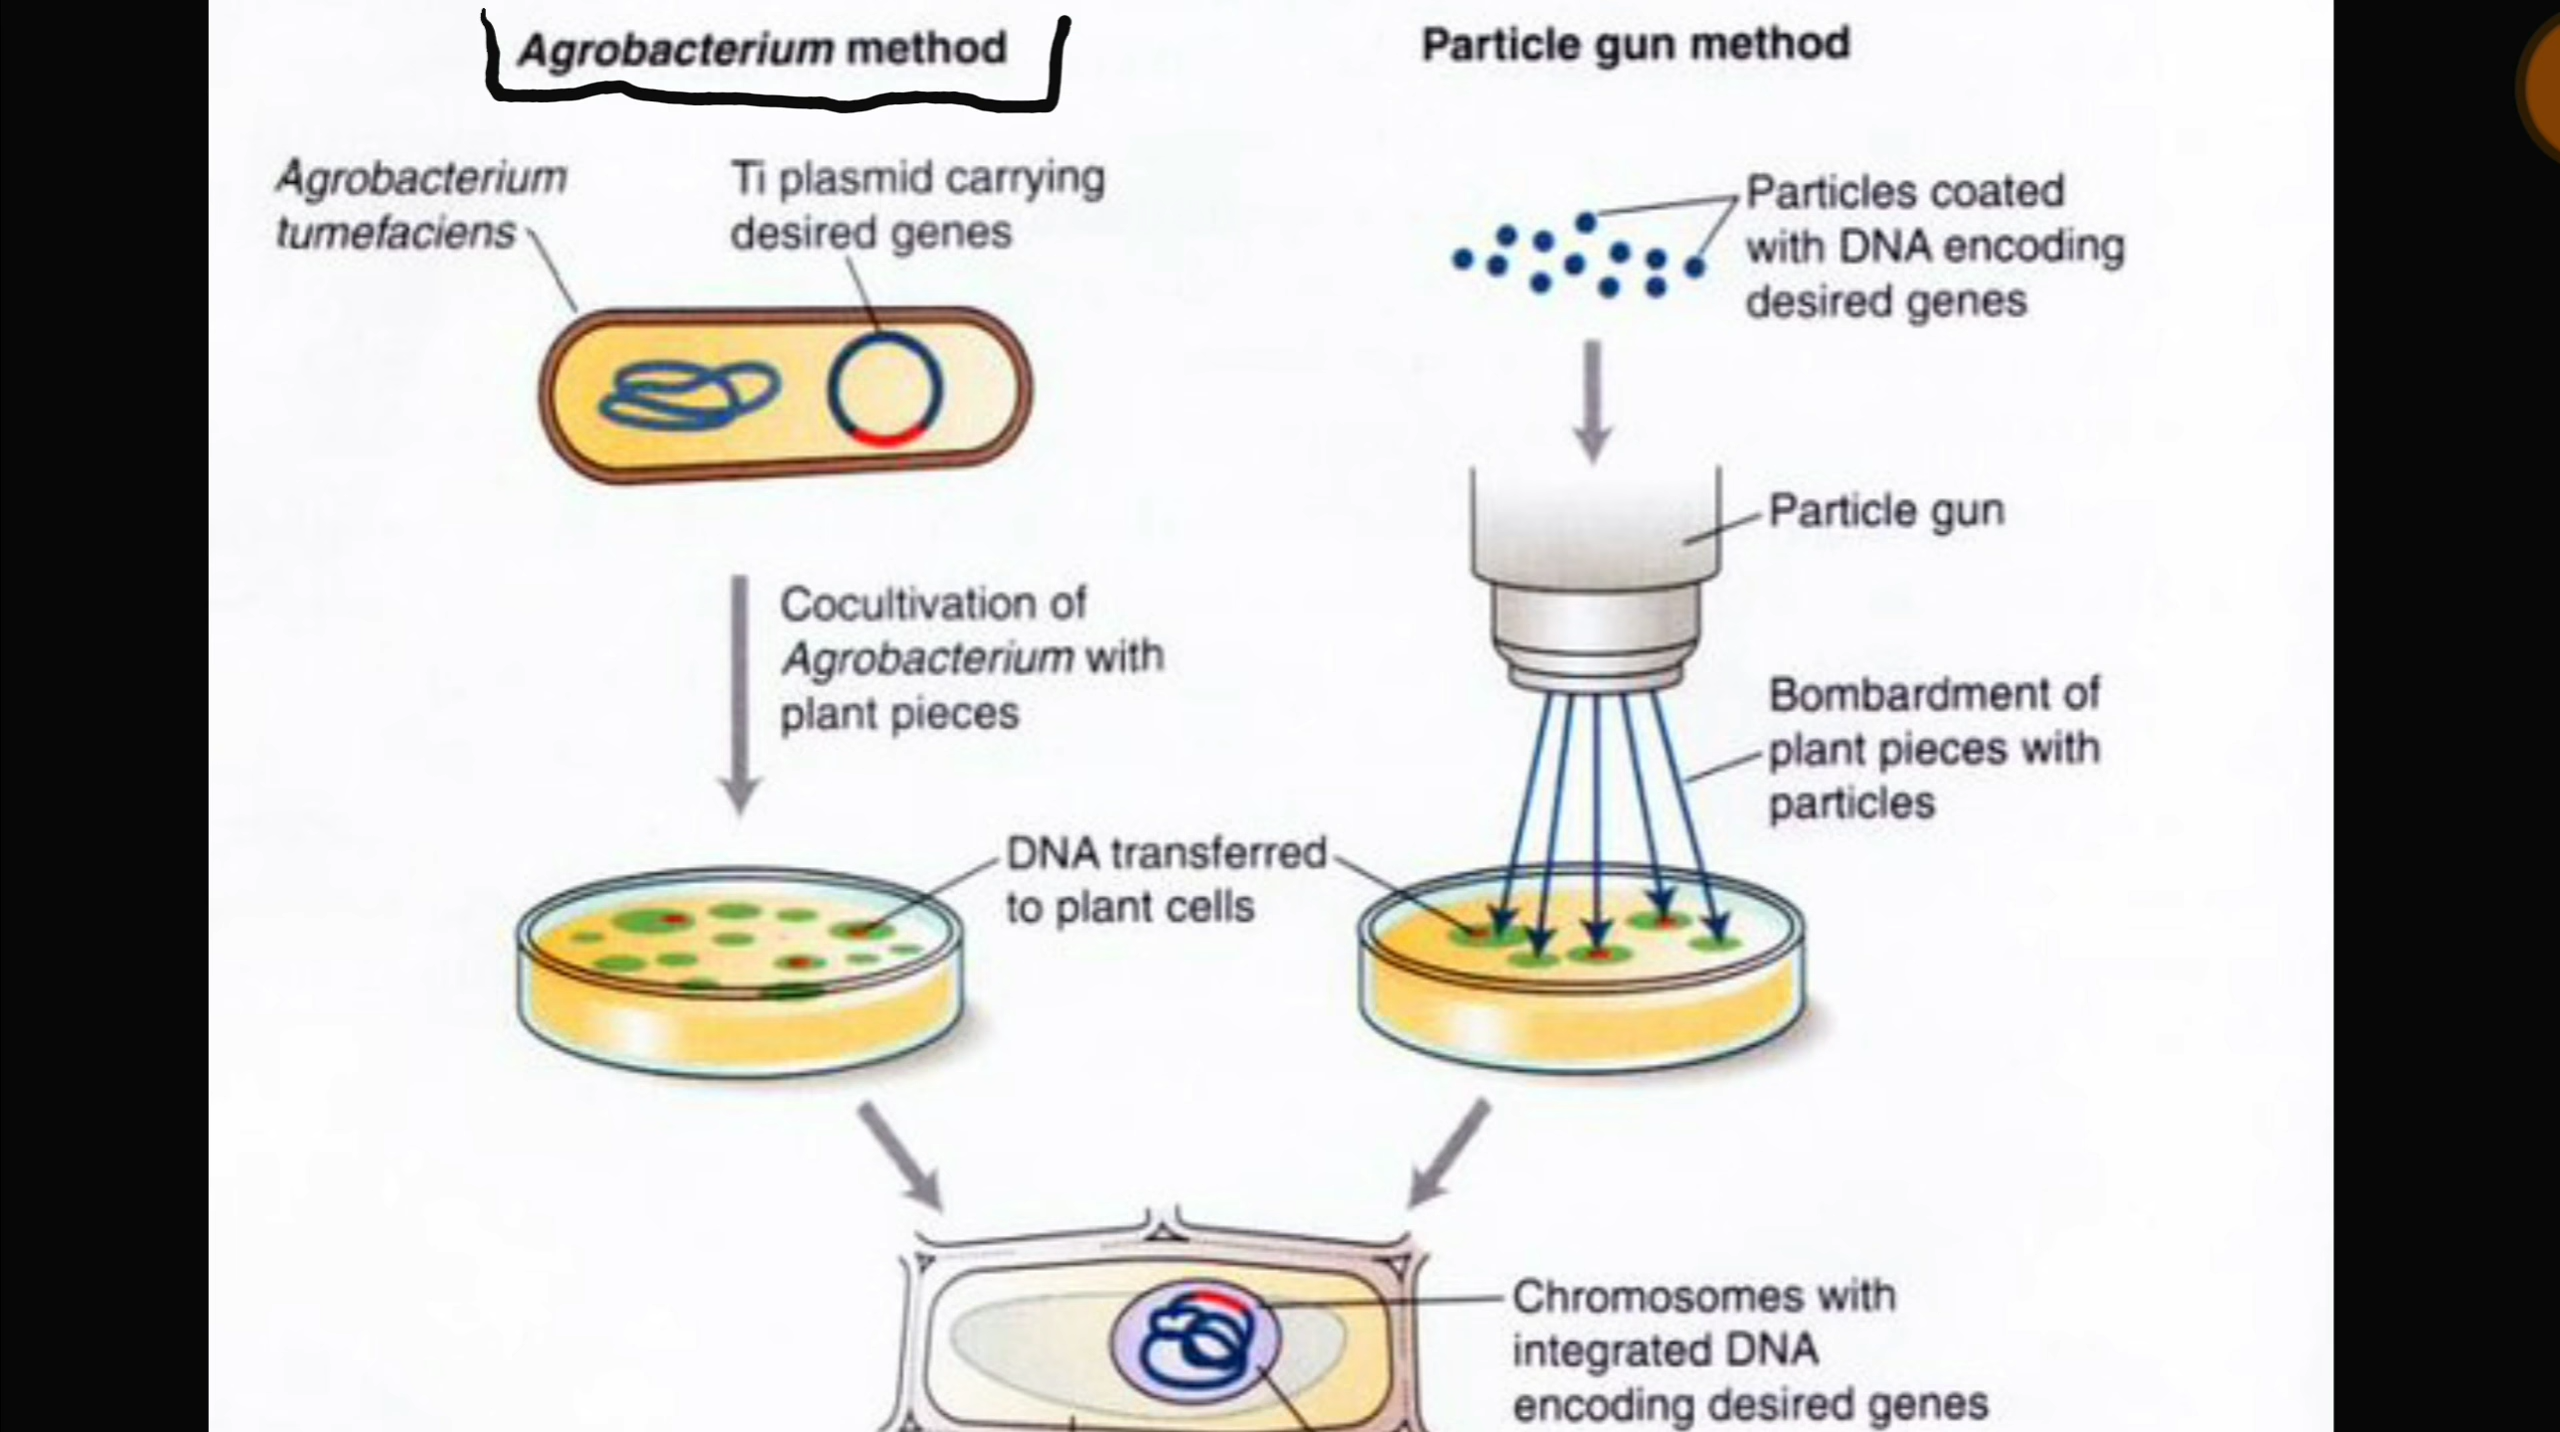 Agrobacterium method
Particle gun method
Agrobacterium
tumefaciens
Ti plasmid carrying
desired genes
Particles coated
with DNA encoding
desired genes
Particle gun
Cocultivation of
Agrobacterium with
plant pieces
Bombardment of
plant pieces with
particles
DNA transferred
to plant cells
Chromosomes with
integrated DNA
encoding desired genes